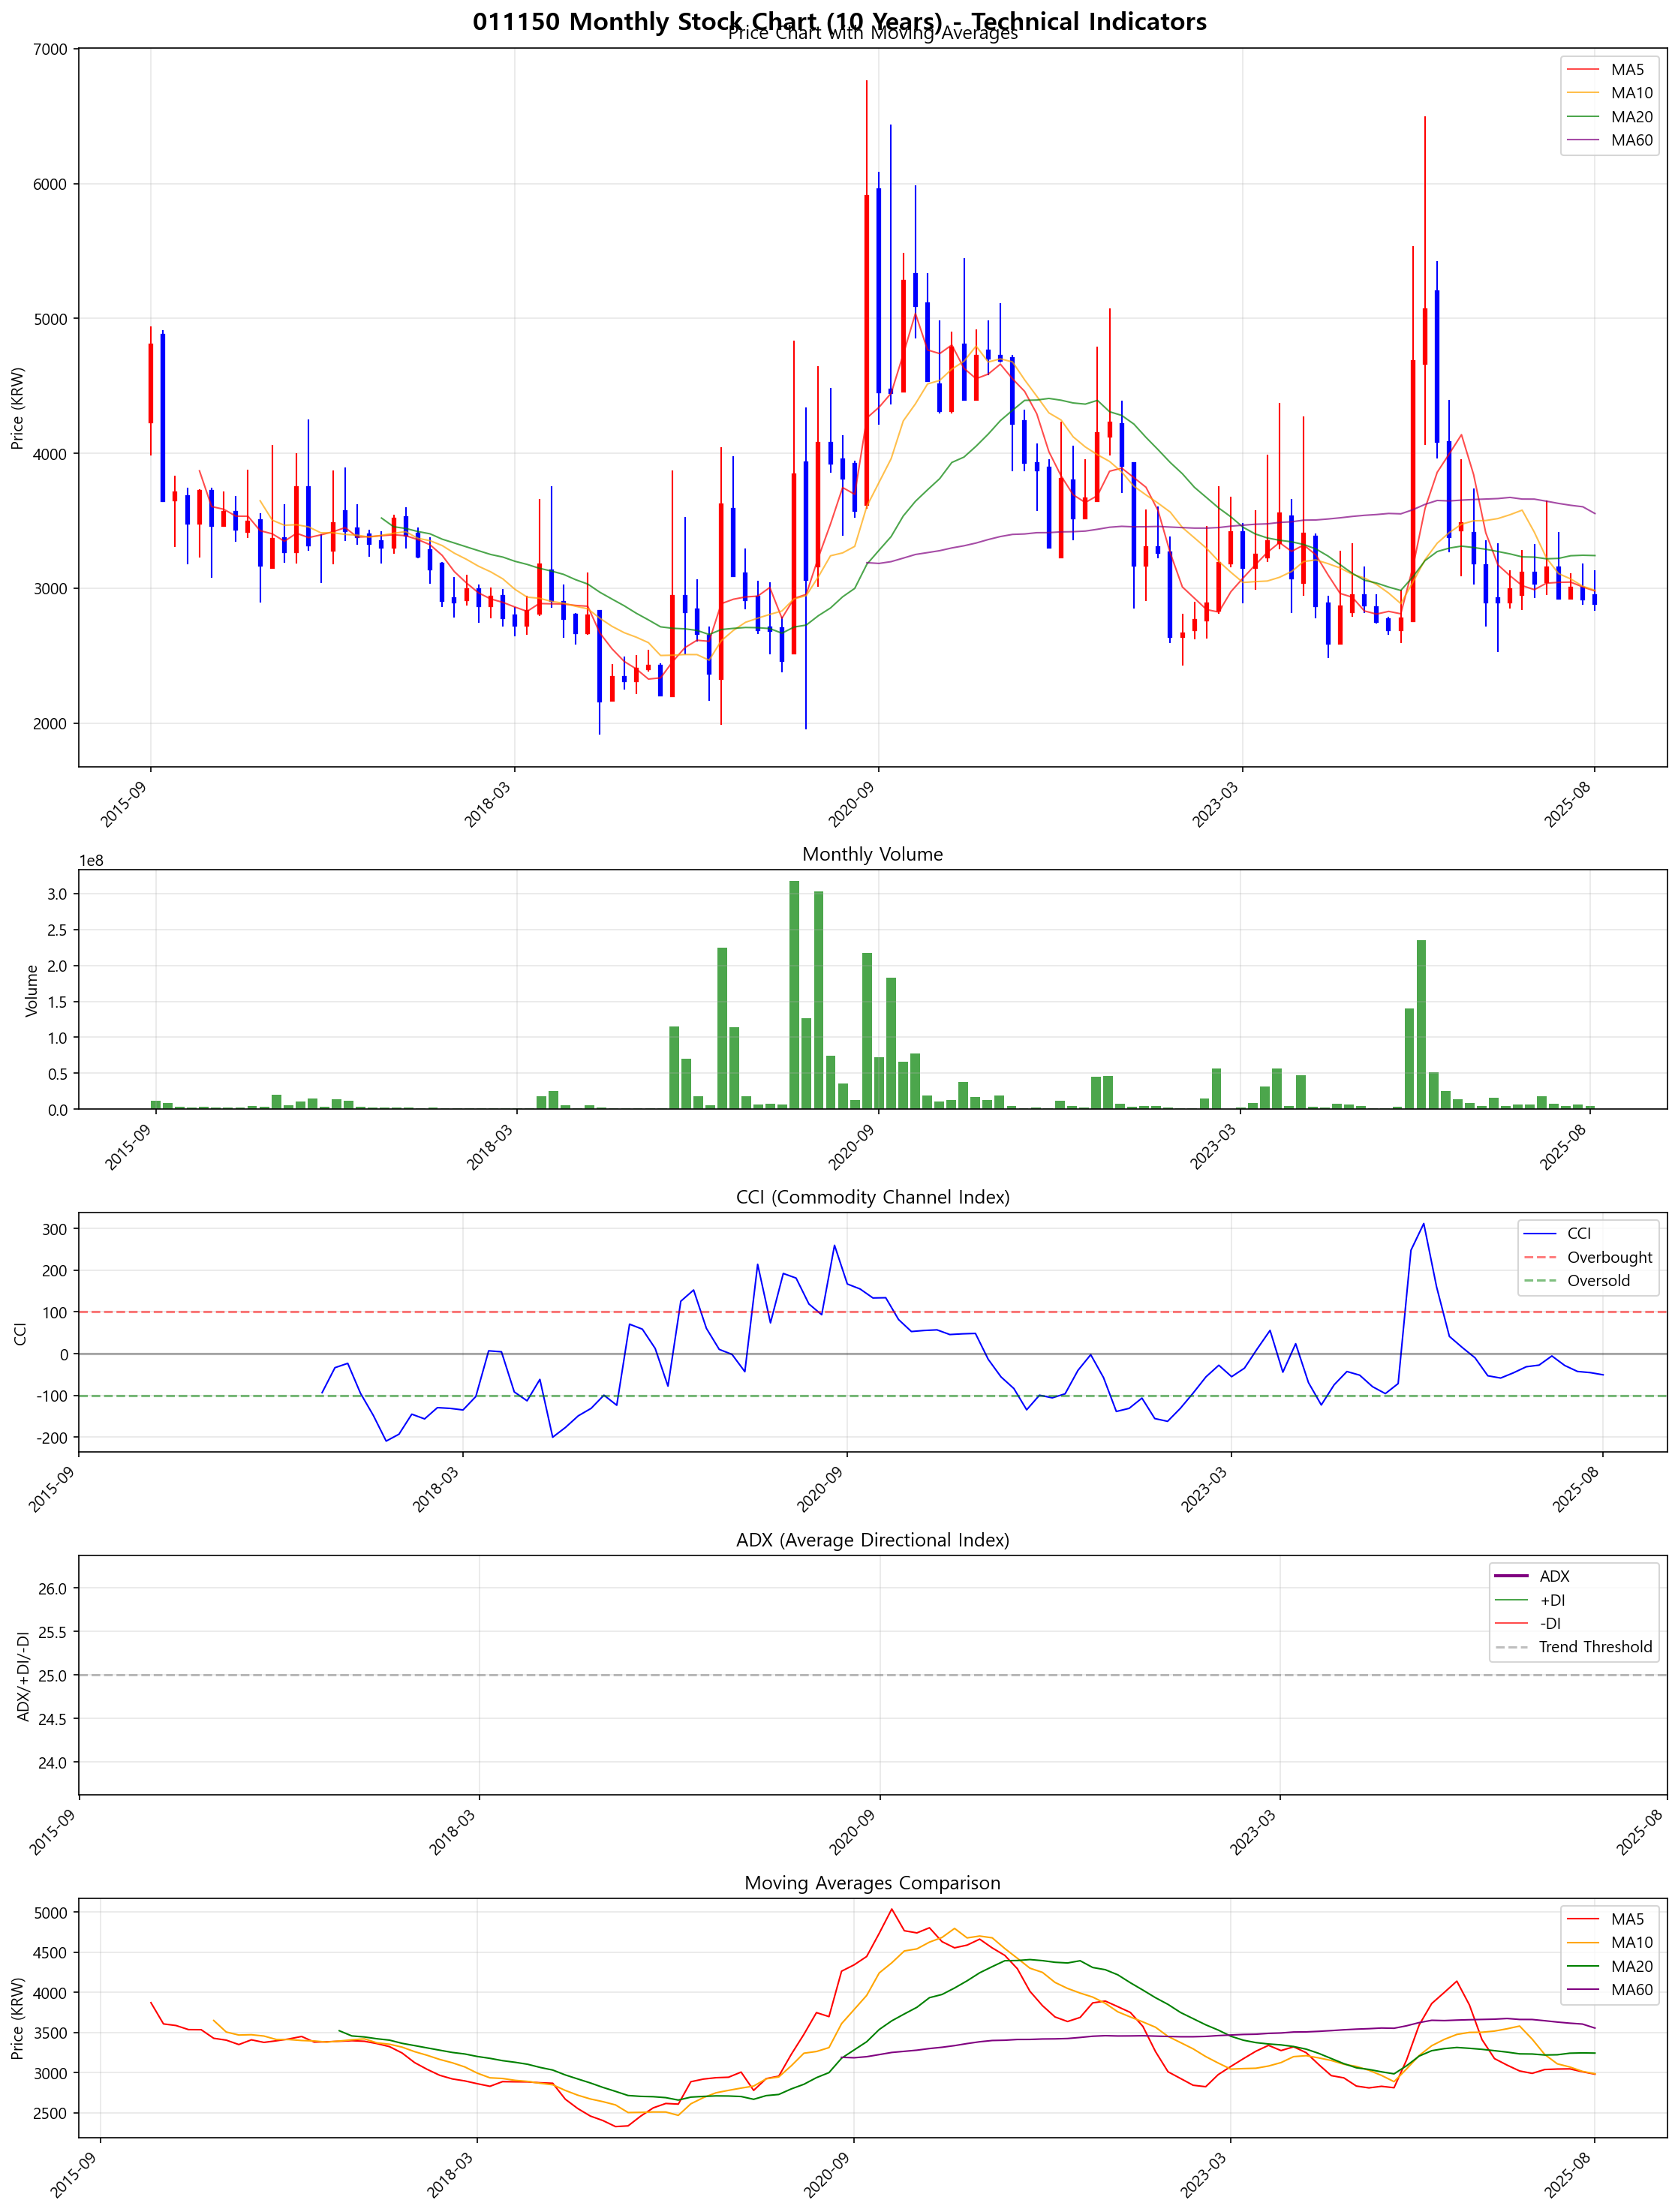 011150 Monthly Stock Chart (10 Years) - Technical Indicators
Price Chart with Moving Averages
Price (KRW)
7000
6000
5000
4000
3000
2000
MA5
MA10
MA20
MA60
2015-09
2018-03
2020-09
2023-03
2025-08
Monthly Volume
1e8
Volume
3.0
2.5
2.0
1.5
1.0
0.5
0.0
2015-09
2018-03
2020-09
2023-03
2025-08
CCI (Commodity Channel Index)
CCI
300
200
100
0
-100
-200
CCI
Overbought
Oversold
2015-09
2018-03
2020-09
2023-03
2025-08
ADX (Average Directional Index)
ADX/+DI/-DI
26.0
25.5
25.0
24.5
24.0
ADX
+DI
-DI
Trend Threshold
2015-09
2018-03
2020-09
2023-03
2025-08
Moving Averages Comparison
Price (KRW)
5000
4500
4000
3500
3000
2500
MA5
MA10
MA20
MA60
2015-09
2018-03
2020-09
2023-03
2025-08